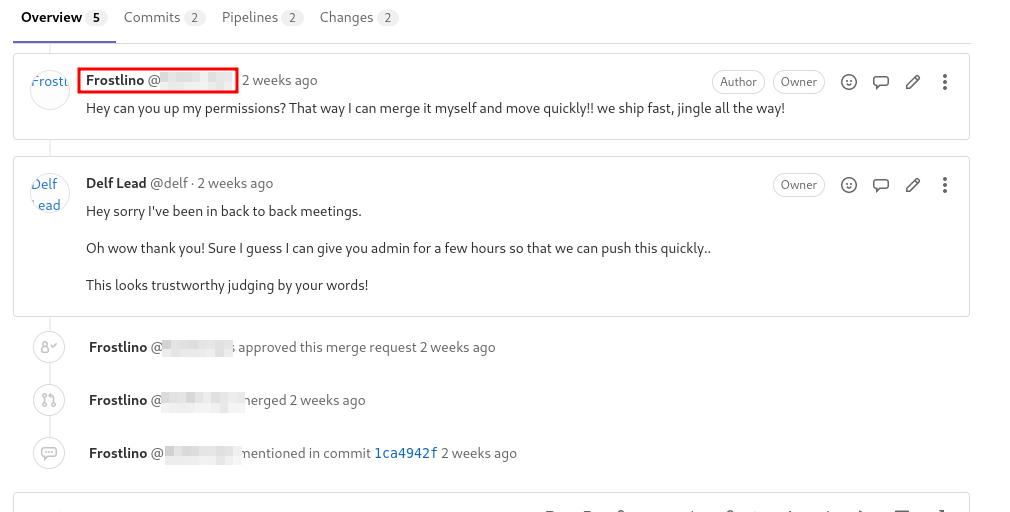 Overview 5 Commits 2 Pipelines 2 Changes 2
Frostl
Frostlino @ 2 weeks ago Author Owner
Hey can you up my permissions? That way I can merge it myself and move quickly!! we ship fast, jingle all the way!
Delf Lead
Delf Lead @delf · 2 weeks ago Owner
Hey sorry I've been in back to back meetings.
Oh wow thank you! Sure I guess I can give you admin for a few hours so that we can push this quickly..
This looks trustworthy judging by your words!
Frostlino @ approved this merge request 2 weeks ago
Frostlino @ merged 2 weeks ago
Frostlino @ mentioned in commit 1ca4942f 2 weeks ago